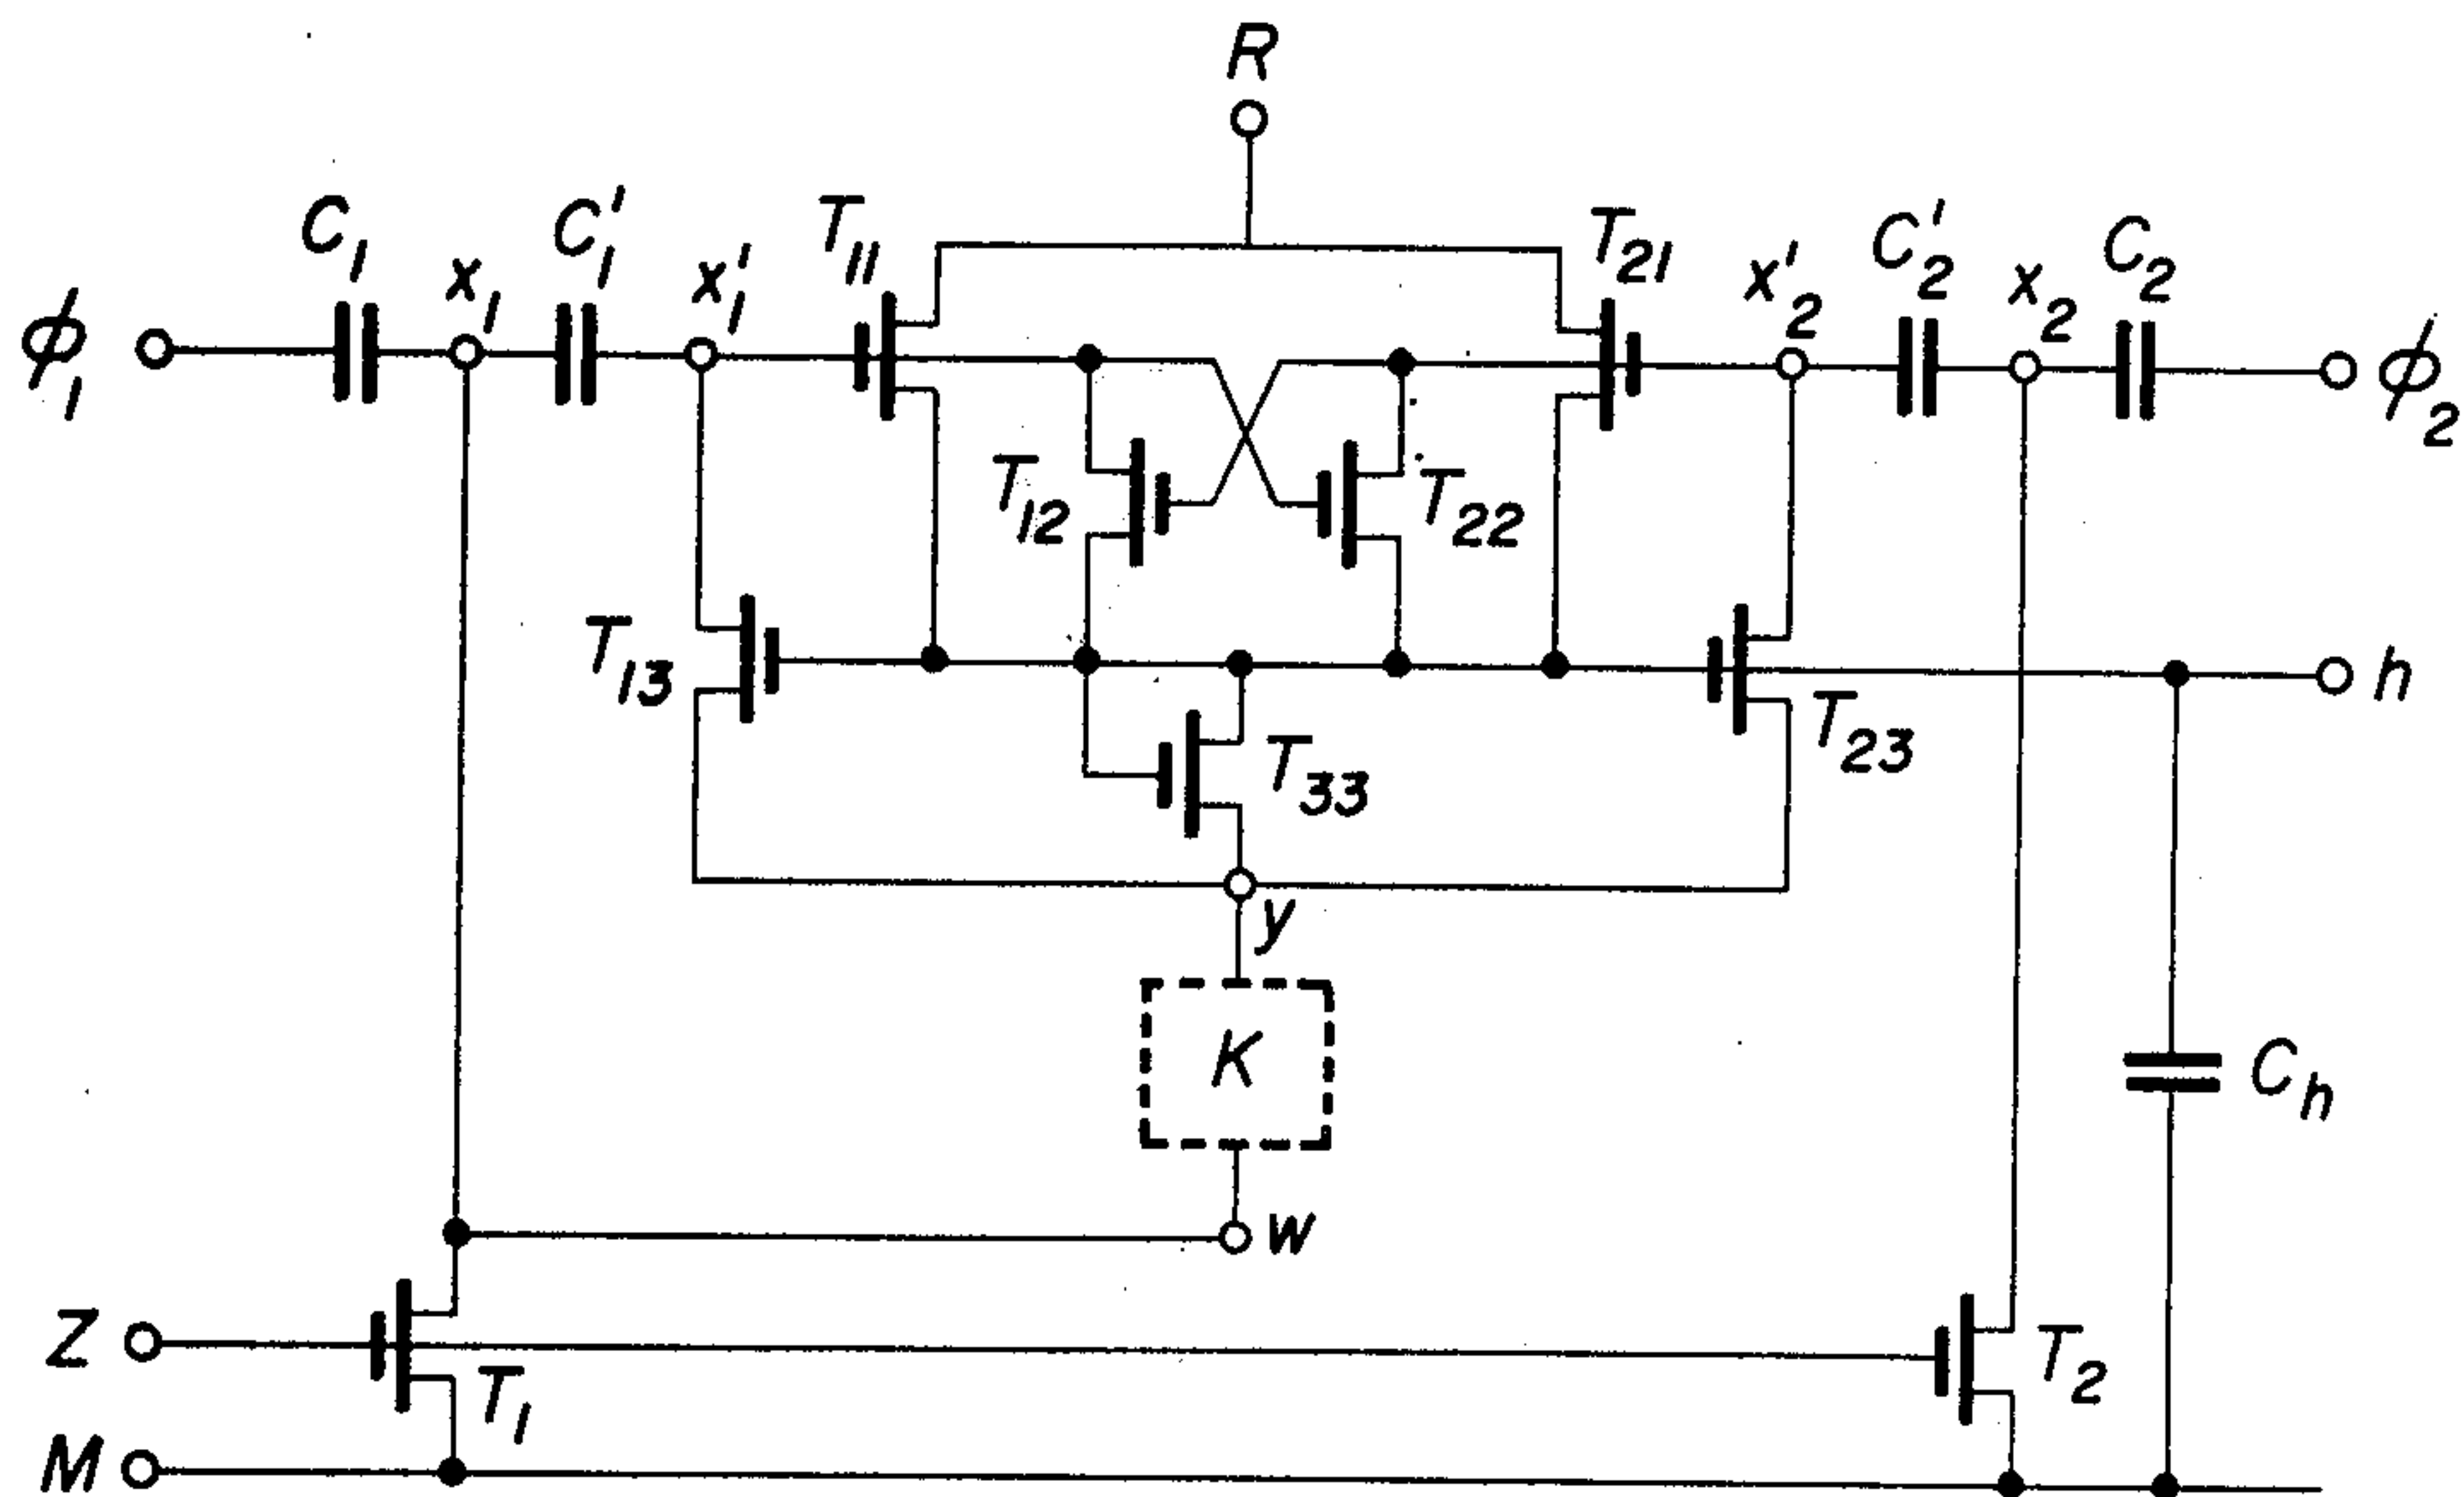 R
C₁ x₁ C′₁ x′₁ T₁₁ T₂₁ x′₂ C′₂ x₂ C₂
ϕ₁ ϕ₂
T₁₂ T₂₂
T₁₃ T₃₃ T₂₃ h
y
K Cₕ
w
Z T₁ T₂
M